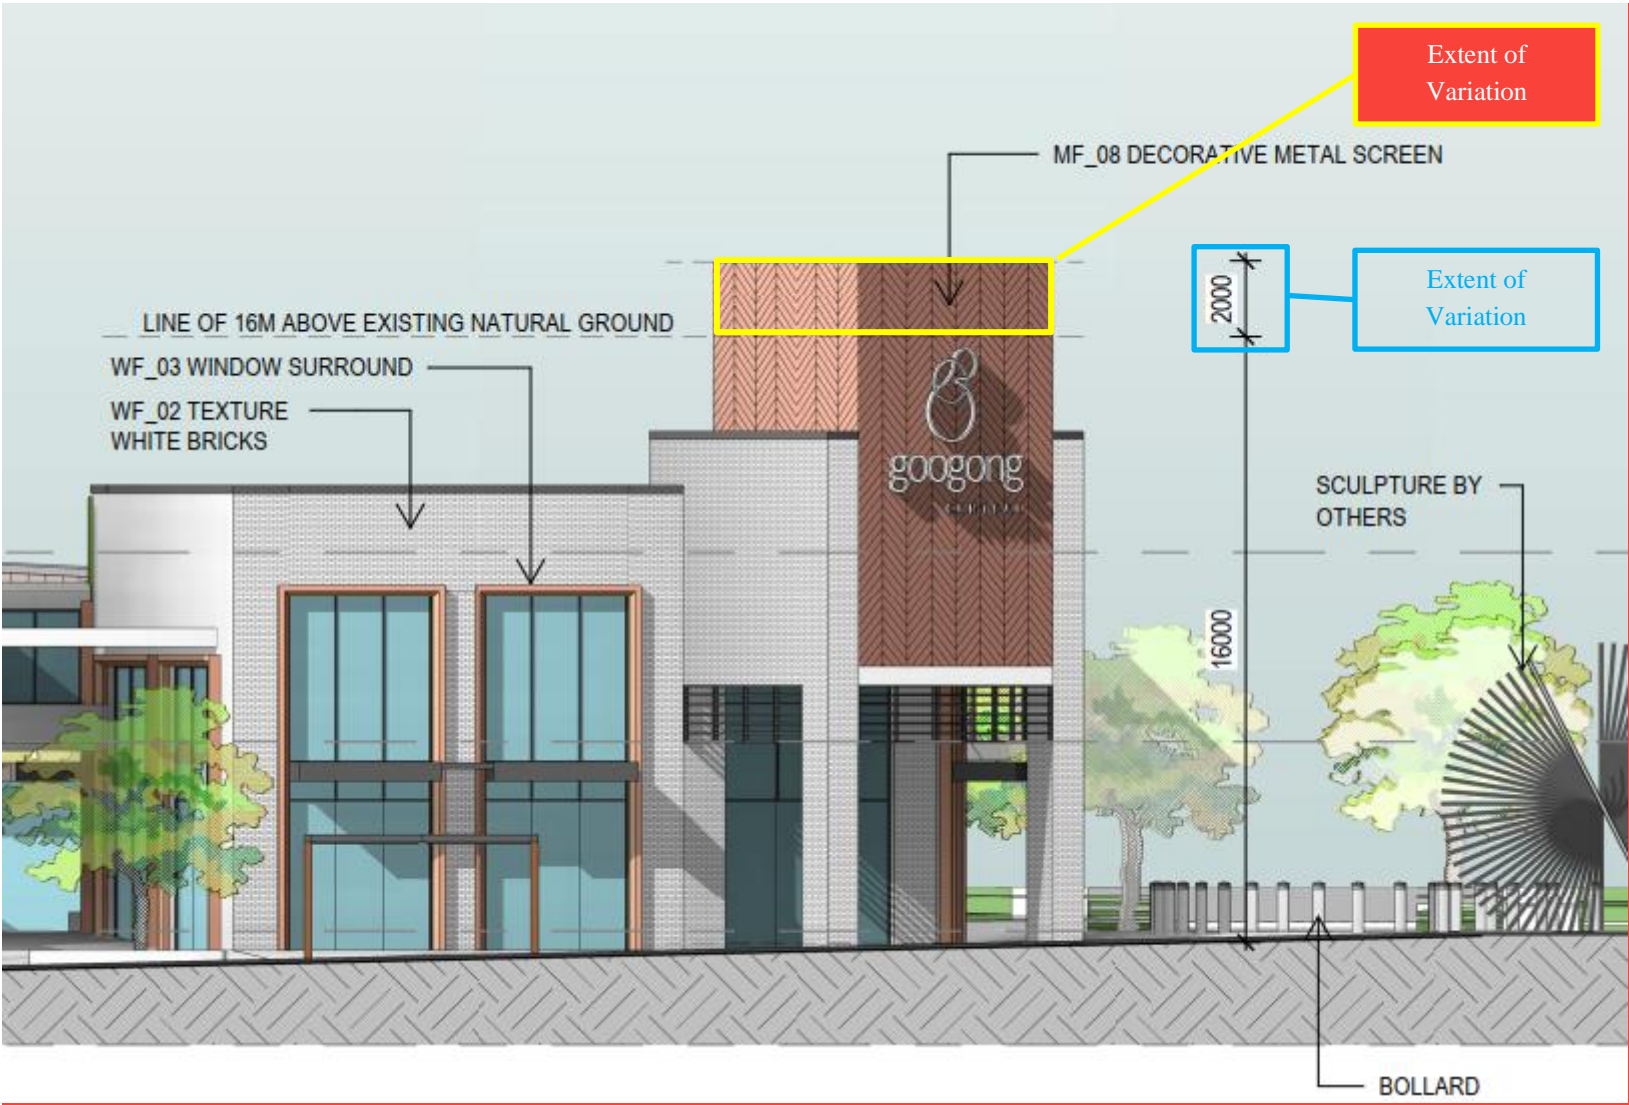 Extent of
Variation
MF_08 DECORATIVE METAL SCREEN
2000
Extent of
Variation
LINE OF 16M ABOVE EXISTING NATURAL GROUND
WF_03 WINDOW SURROUND
WF_02 TEXTURE
WHITE BRICKS
googong
SCULPTURE BY
OTHERS
16000
BOLLARD